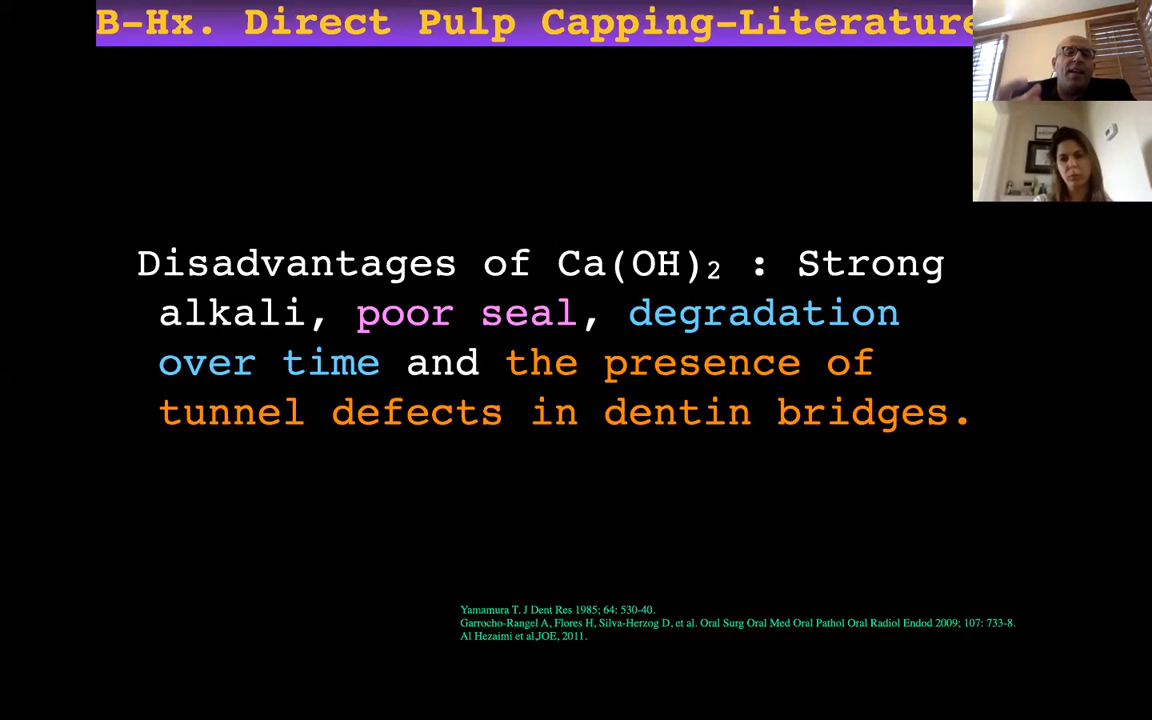 B-Hx. Direct Pulp Capping-Literature
Disadvantages of Ca(OH)₂ : Strong
alkali, poor seal, degradation
over time and the presence of
tunnel defects in dentin bridges.
Yamamura T. J Dent Res 1985; 64: 530-40.
Garrocho-Rangel A, Flores H, Silva-Herzog D, et al. Oral Surg Oral Med Oral Pathol Oral Radiol Endod 2009; 107: 733-8.
Al Hezaimi et al,JOE, 2011.